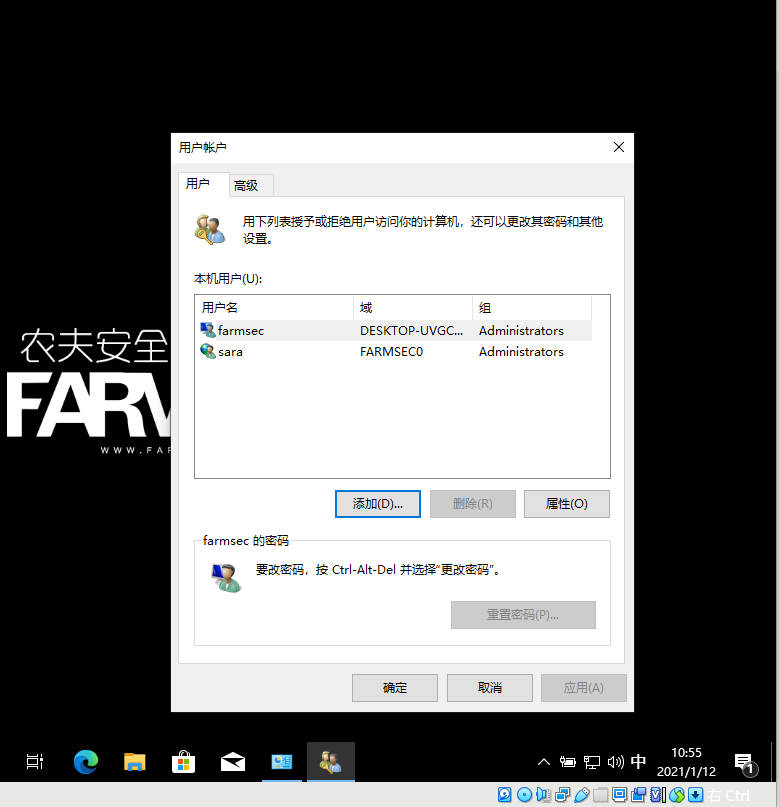 用户帐户
用户
高级
用下列表授予或拒绝用户访问你的计算机，还可以更改其密码和其他
设置。
本机用户(U):
用户名 域 组
farmsec DESKTOP-UVGC... Administrators
sara FARMSEC0 Administrators
农夫安全
FARM
WWW.FAR
添加(D)... 删除(R) 属性(O)
farmsec 的密码
要改密码，按 Ctrl-Alt-Del 并选择“更改密码”。
重置密码(P)...
确定 取消 应用(A)
中
10:55
2021/1/12
1
右 Ctrl